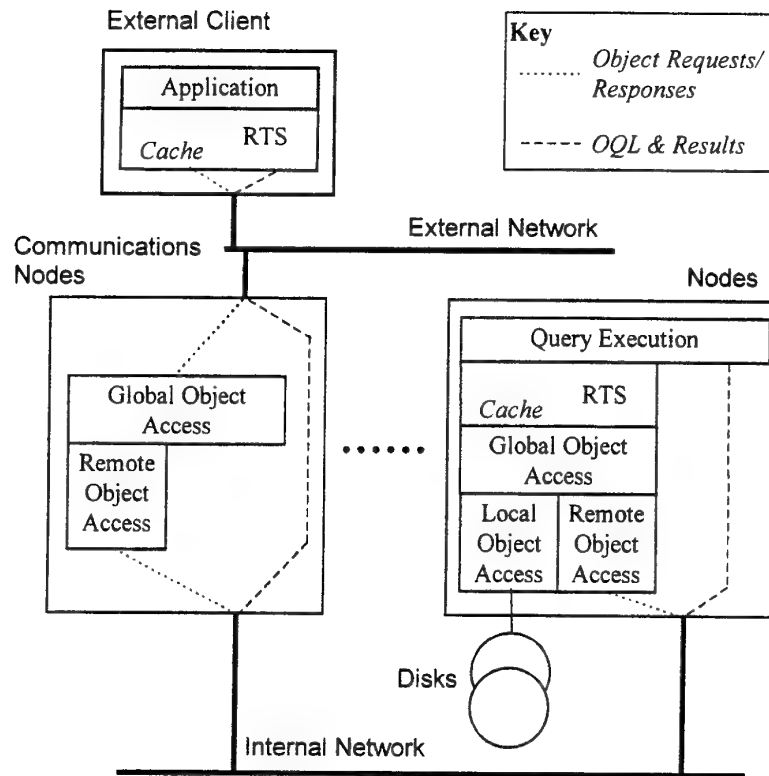 External Client
Key
Object Requests/
Responses
OQL & Results
Application
RTS
Cache
External Network
Communications
Nodes
Nodes
Global Object
Access
Remote
Object
Access
Query Execution
RTS
Cache
Global Object
Access
Local
Object
Access
Remote
Object
Access
Disks
Internal Network